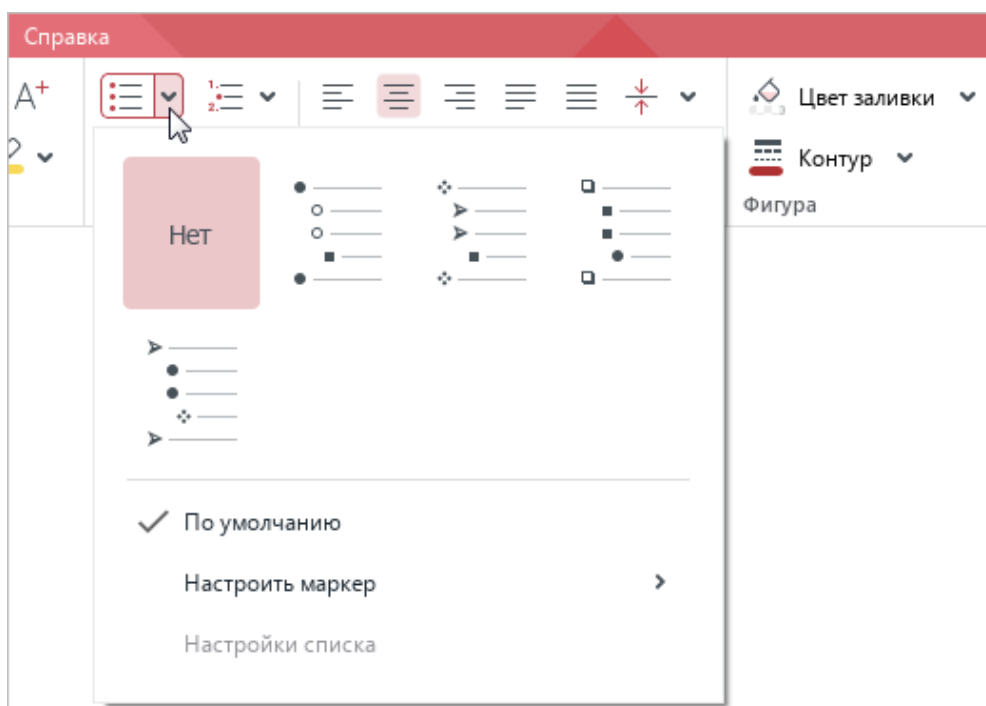 Справка
A+
Цвет заливки
Контур
Фигура
Нет
По умолчанию
Настроить маркер
Настройки списка